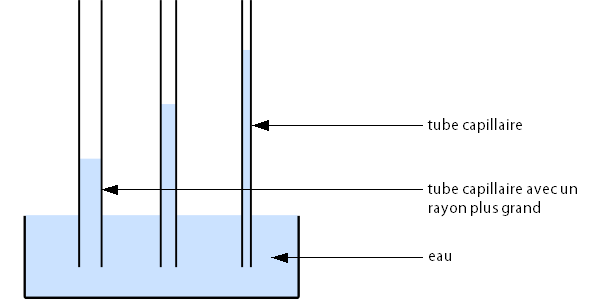 tube capillaire
tube capillaire avec un
rayon plus grand
eau